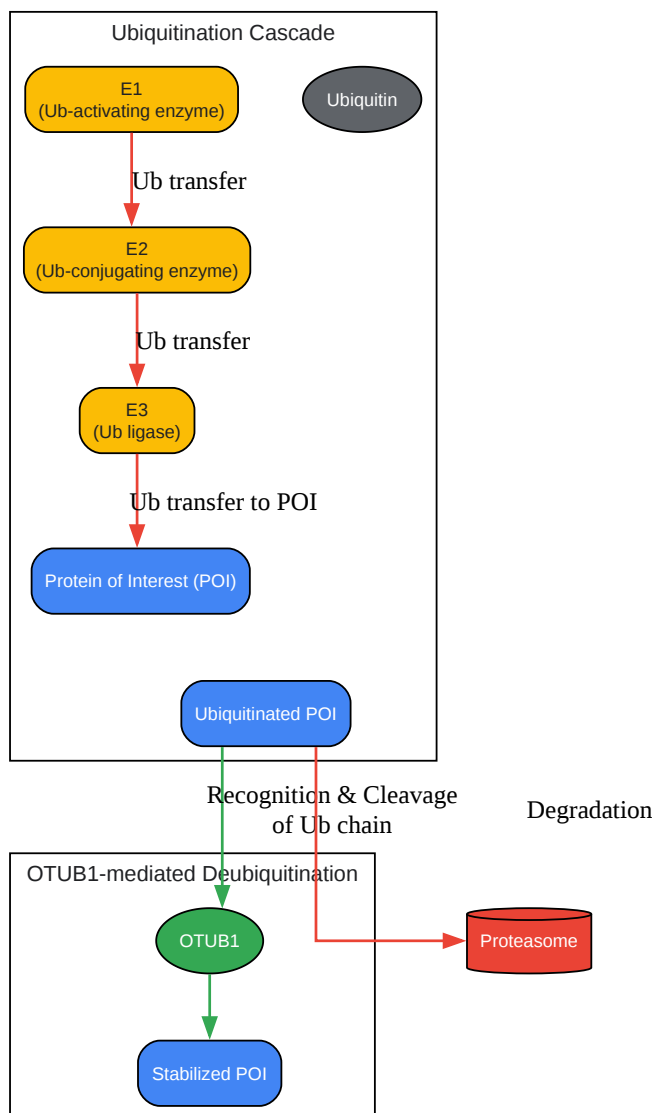 Ubiquitination Cascade
E1
(Ub-activating enzyme)
Ubiquitin
Ub transfer
E2
(Ub-conjugating enzyme)
Ub transfer
E3
(Ub ligase)
Ub transfer to POI
Protein of Interest (POI)
Ubiquitinated POI
Recognition & Cleavage
of Ub chain
Degradation
OTUB1-mediated Deubiquitination
OTUB1
Proteasome
Stabilized POI